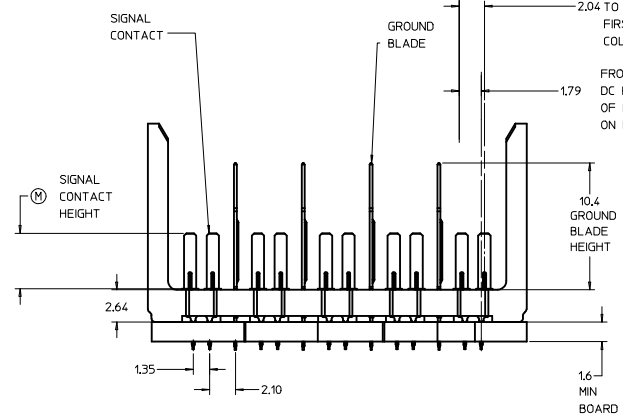 SIGNAL
CONTACT
GROUND
BLADE
2.04 TO
FIRS
COL
1.79
FRO
DC
OF
ON
M
SIGNAL
CONTACT
HEIGHT
10.4
GROUND
BLADE
HEIGHT
2.64
1.35
2.10
1.6
MIN
BOARD